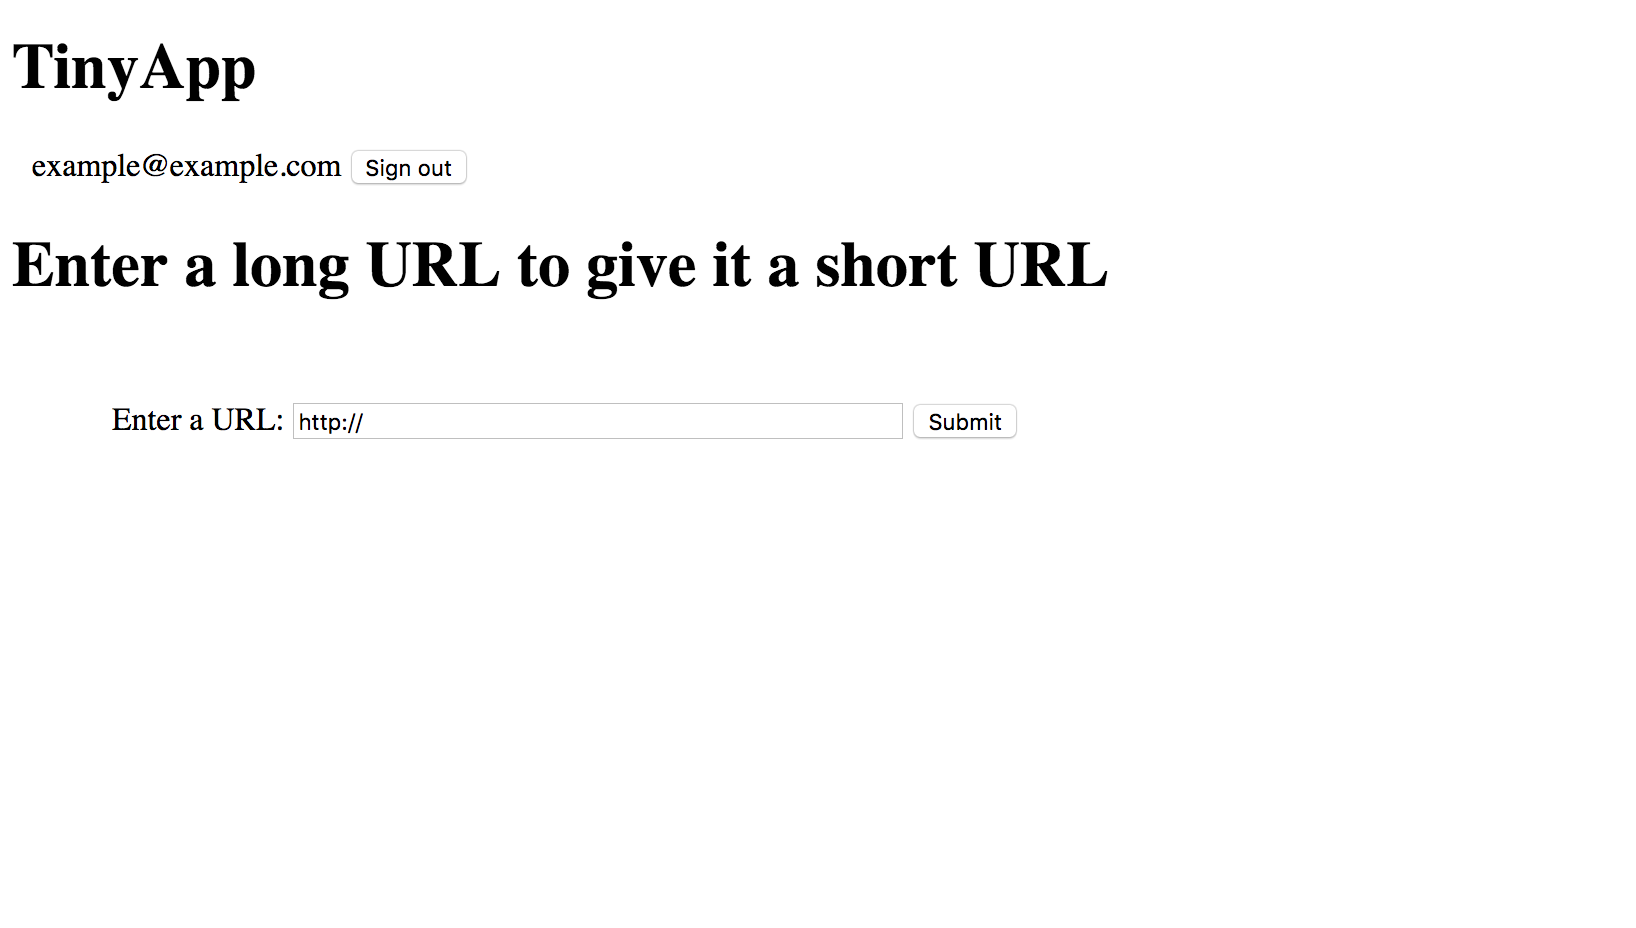 TinyApp
example@example.com Sign out
Enter a long URL to give it a short URL
Enter a URL: http:// Submit